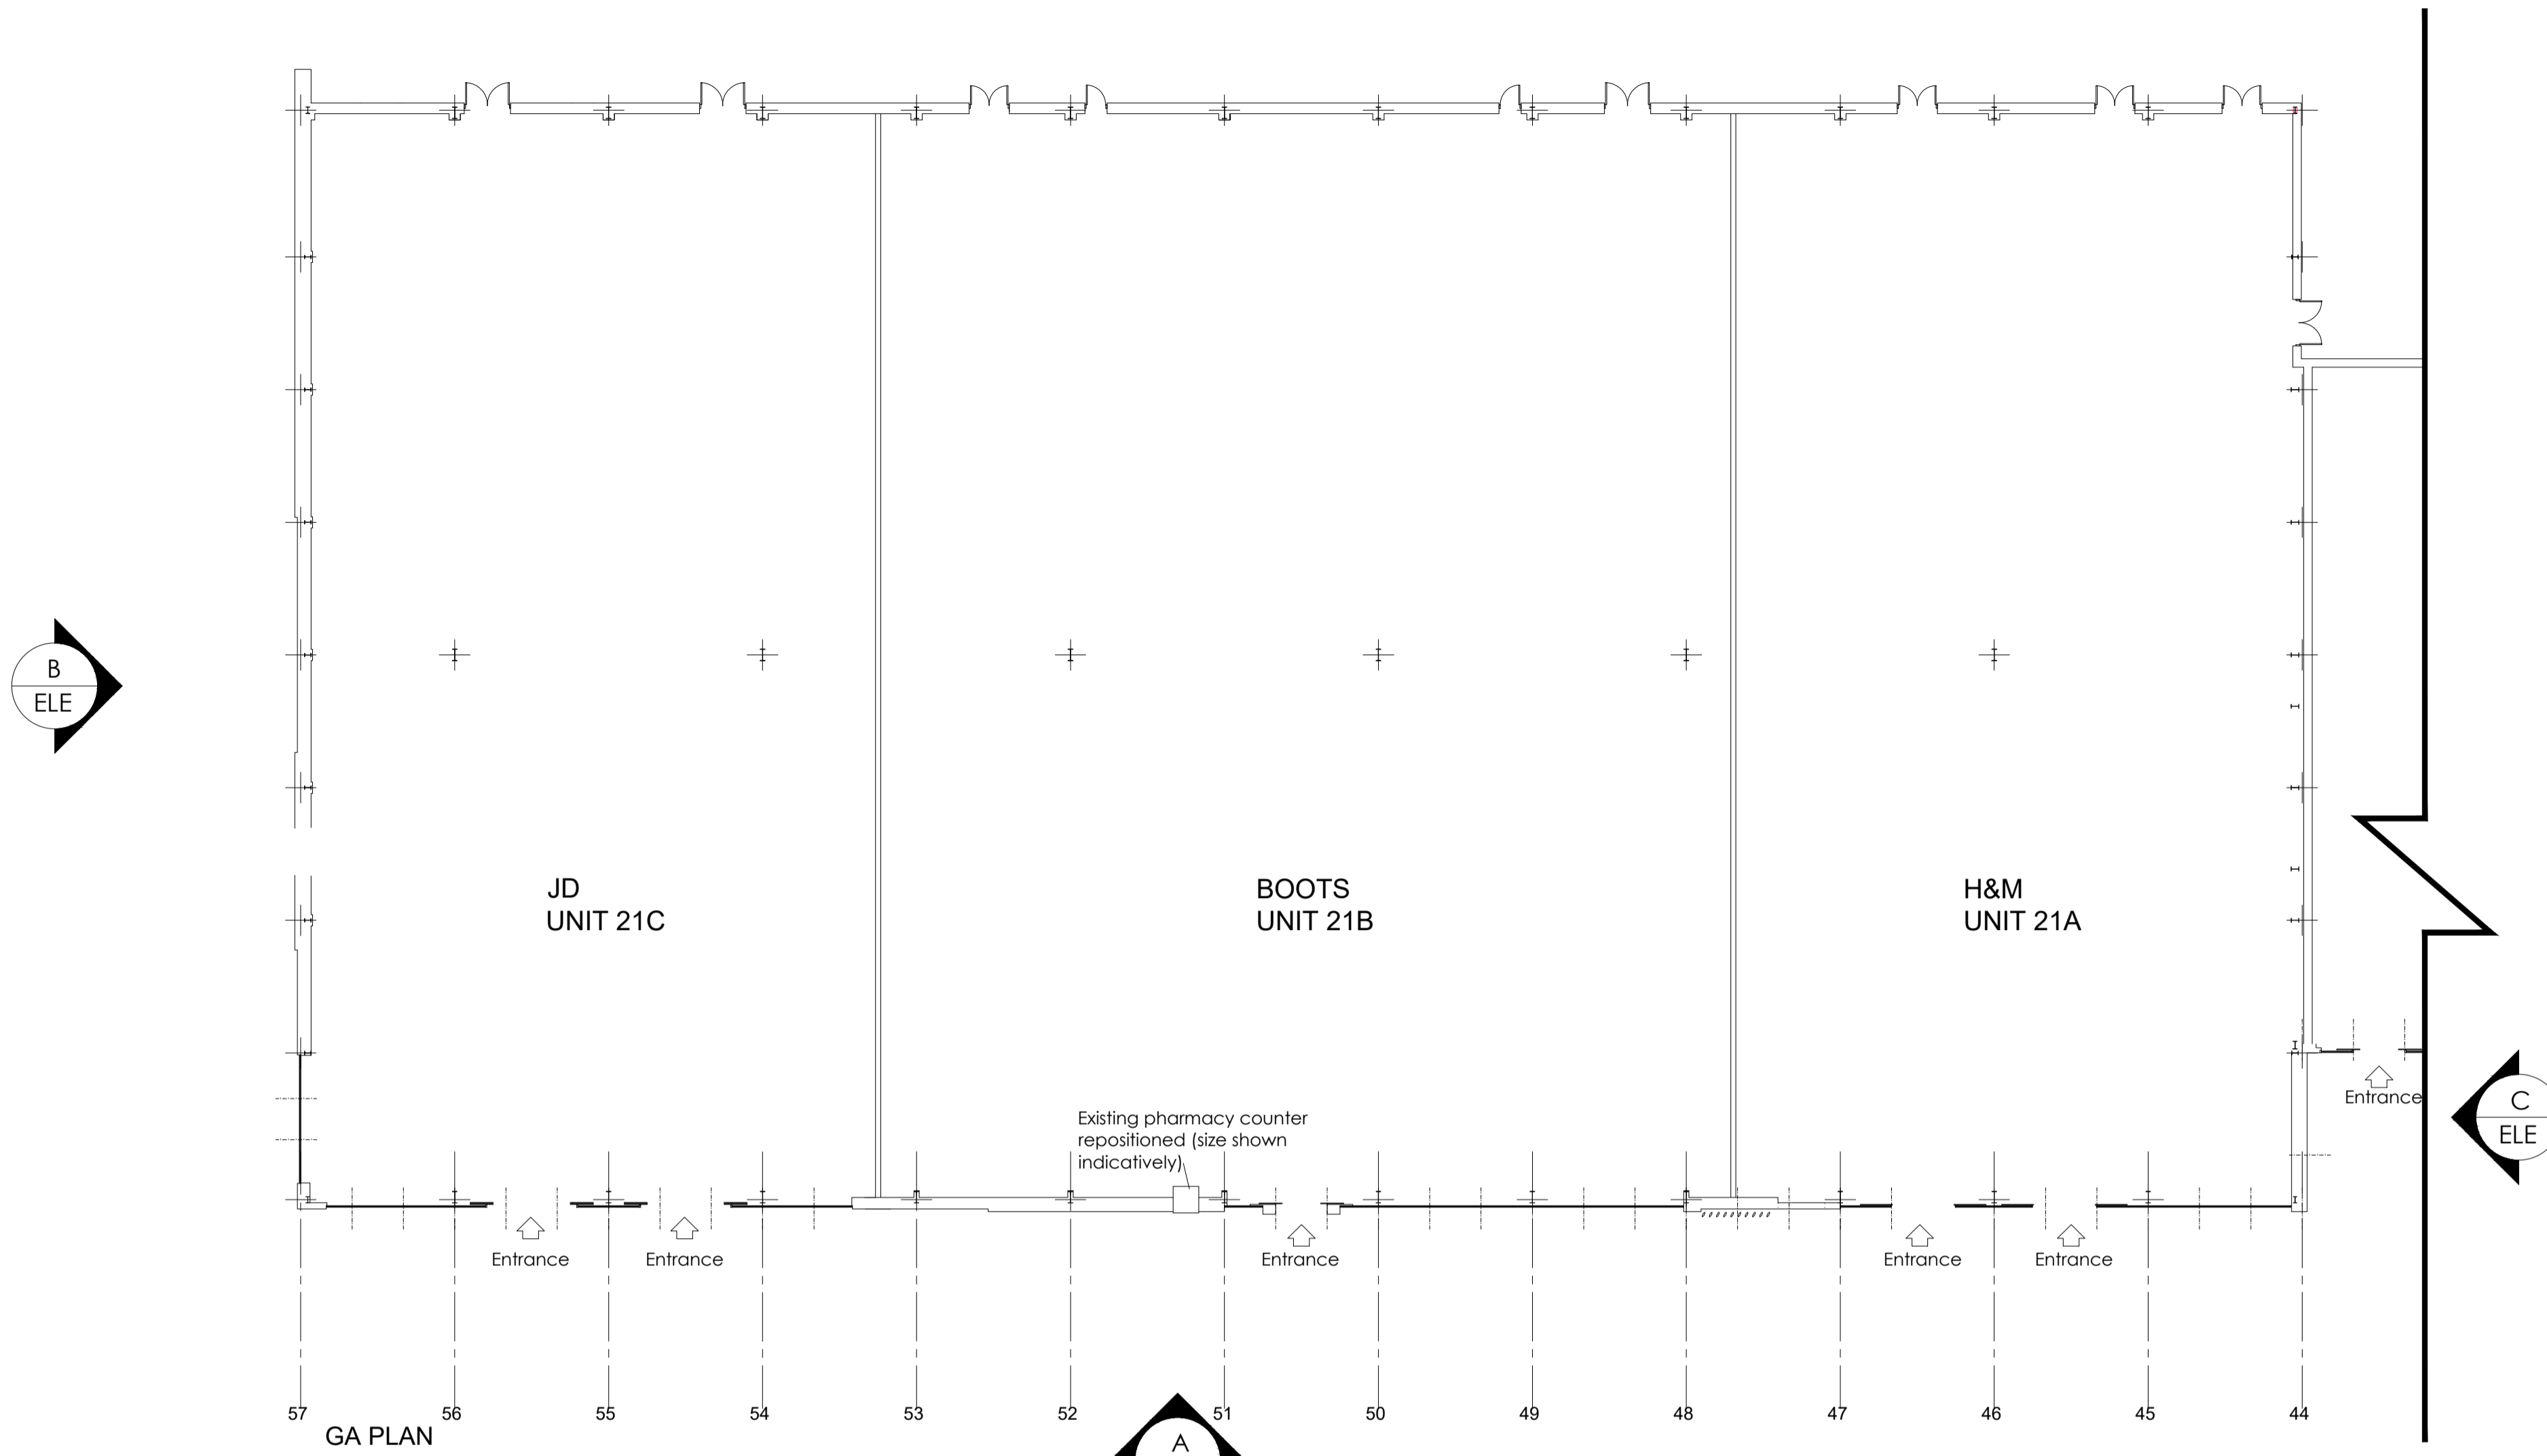 B
ELE
JD
UNIT 21C
BOOTS
UNIT 21B
H&M
UNIT 21A
Existing pharmacy counter
repositioned (size shown
indicatively)
Entrance
C
ELE
Entrance
Entrance
Entrance
Entrance
Entrance
57
56
55
54
53
52
51
50
49
48
47
46
45
44
GA PLAN
A